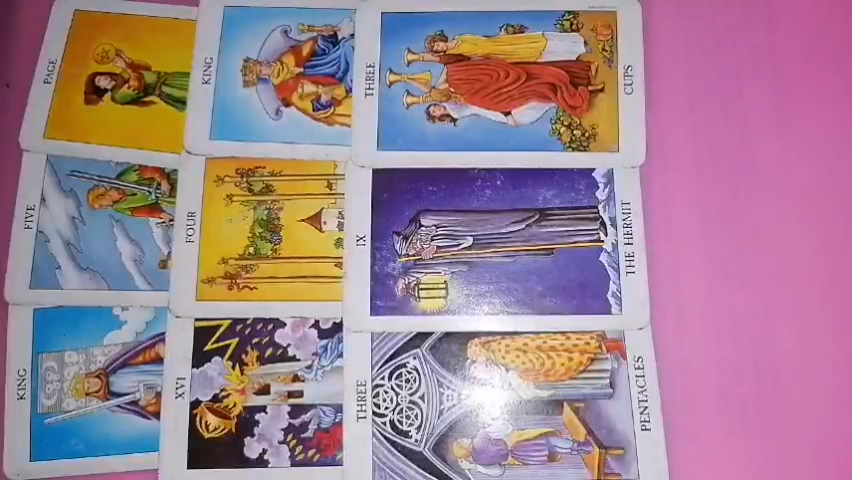 PAGE
KING
THREE
CUPS
FIVE
FOUR
IX
THE HERMIT
KING
XVI
THREE
PENTACLES